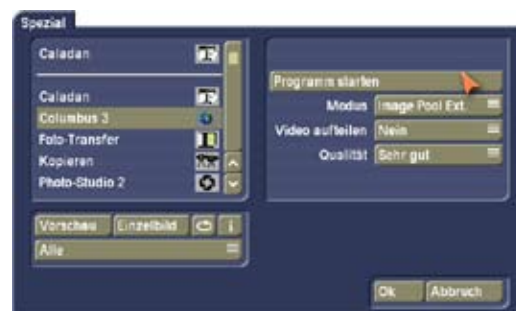 Spezial
Caladan
Caladan
Columbus 3
Foto-Transfer
Kopieren
Photo-Studio 2
Vorschau Einzelbild i
Alle
Programm starten
Modus Image Pool Ext.
Video aufteilen Nein
Qualität Sehr gut
Ok Abbruch